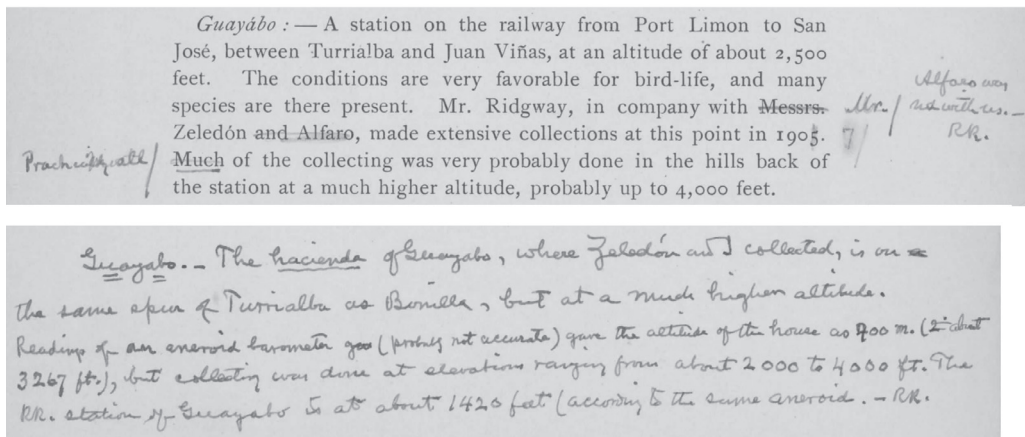 Guayábo :— A station on the railway from Port Limon to San
José, between Turrialba and Juan Viñas, at an altitude of about 2,500
feet. The conditions are very favorable for bird-life, and many
species are there present. Mr. Ridgway, in company with Messrs.
Zeledón and Alfaro, made extensive collections at this point in 1905.
Much of the collecting was very probably done in the hills back of
the station at a much higher altitude, probably up to 4,000 feet.
Alfaro was
not with us.—
RR.
Mr./
7/
Practically all/
Guayabo.— The hacienda of Guayabo, where Zeledón and I collected, is on a
the same spur of Turrialba as Bonilla, but at a much higher altitude.
Readings of an aneroid barometer (probably not accurate) gave the altitude of the house as 900 m. (= about
3267 ft.), but collecting was done at elevations ranging from about 2000 to 4000 ft. The
RR. station of Guayabo is at about 1420 feet (according to the same aneroid. — RR.